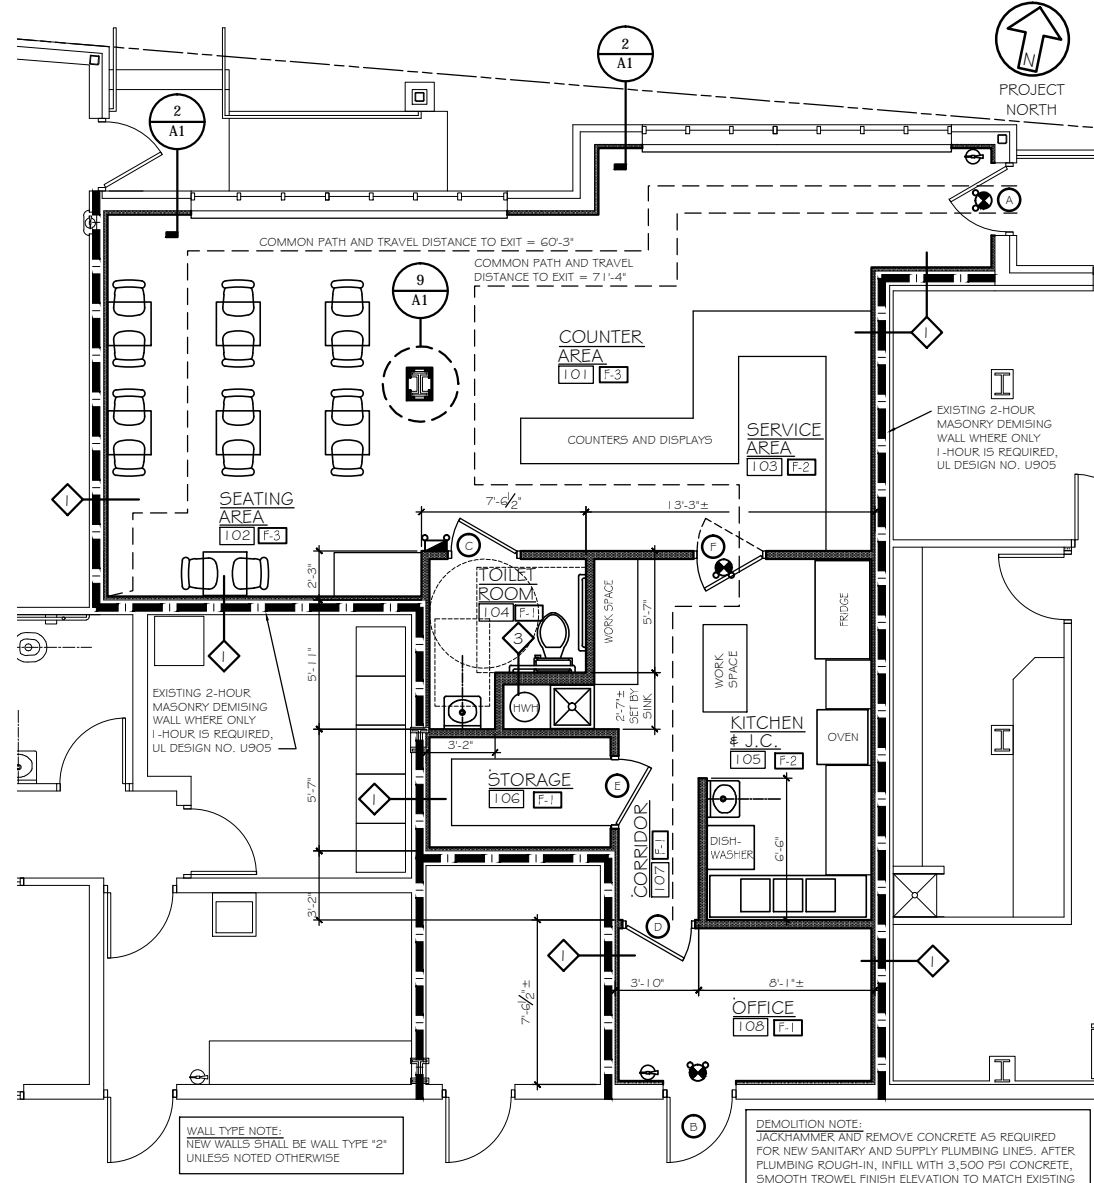 2
A1
2
A1
N
PROJECT
NORTH
A
COMMON PATH AND TRAVEL DISTANCE TO EXIT = 60'-3"
COMMON PATH AND TRAVEL
DISTANCE TO EXIT = 71'-4"
9
A1
COUNTER
AREA
101 F-3
1
EXISTING 2-HOUR
MASONRY DEMISING
WALL WHERE ONLY
1-HOUR IS REQUIRED,
UL DESIGN NO. U905
COUNTERS AND DISPLAYS
SERVICE
AREA
103 F-2
1
SEATING
AREA
102 F-3
7'-6 1/2"
13'-3"±
C
F
2'-3"
TOILET
ROOM
104 F-1
3
WORK SPACE
5'-7"
FRIDGE
WORK
SPACE
1
5'-11"
EXISTING 2-HOUR
MASONRY DEMISING
WALL WHERE ONLY
1-HOUR IS REQUIRED,
UL DESIGN NO. U905
HWH
2'-7"±
SET BY
SINK
KITCHEN
& J.C.
105 F-2
OVEN
3'-2"
STORAGE
106 F-1
E
1
5'-7"
CORRIDOR
107 F-1
DISH-
WASHER
6'-6"
3'-2"
D
1
1
3'-10"
8'-1"±
7'-6 1/2"±
OFFICE
108 F-1
B
WALL TYPE NOTE:
NEW WALLS SHALL BE WALL TYPE "2"
UNLESS NOTED OTHERWISE
DEMOLITION NOTE:
JACKHAMMER AND REMOVE CONCRETE AS REQUIRED
FOR NEW SANITARY AND SUPPLY PLUMBING LINES. AFTER
PLUMBING ROUGH-IN, INFILL WITH 3,500 PSI CONCRETE,
SMOOTH TROWEL FINISH ELEVATION TO MATCH EXISTING